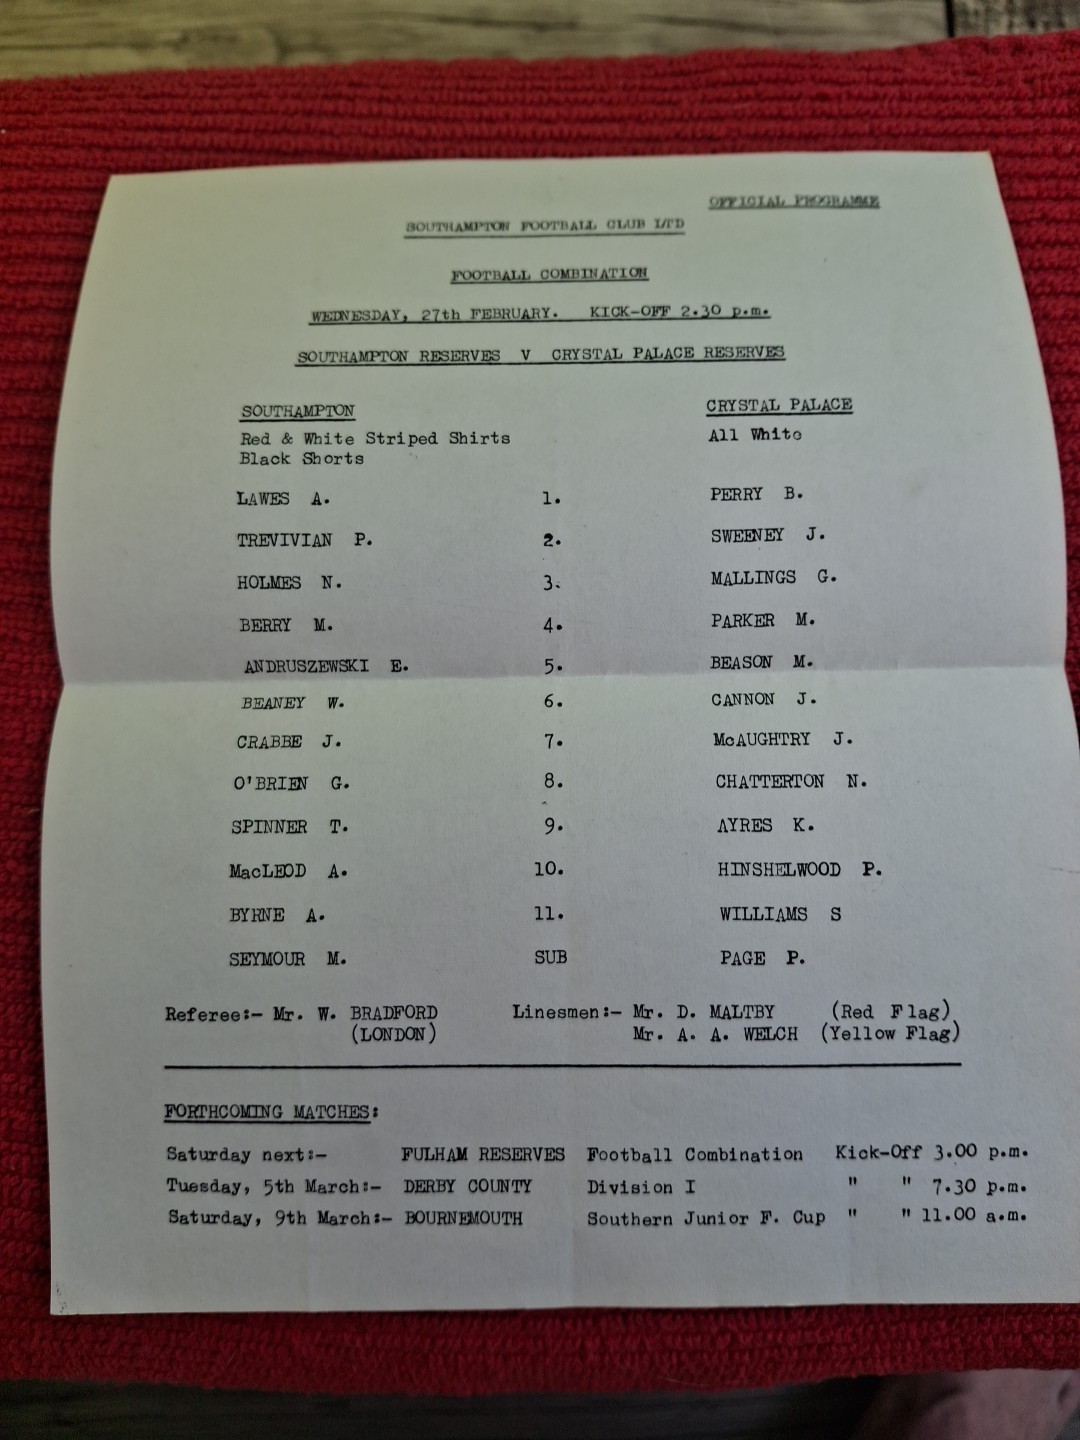 OFFICIAL PROGRAMME
SOUTHAMPTON FOOTBALL CLUB LTD
FOOTBALL COMBINATION
WEDNESDAY, 27th FEBRUARY. KICK-OFF 2.30 p.m.
SOUTHAMPTON RESERVES V CRYSTAL PALACE RESERVES
SOUTHAMPTON CRYSTAL PALACE
Red & White Striped Shirts All White
Black Shorts
LAWES A. 1. PERRY B.
TREVIVIAN P. 2. SWEENEY J.
HOLMES N. 3. MALLINGS G.
BERRY M. 4. PARKER M.
ANDRUSZEWSKI E. 5. BEASON M.
BEANEY W. 6. CANNON J.
CRABBE J. 7. McAUGHTRY J.
O'BRIEN G. 8. CHATTERTON N.
SPINNER T. 9. AYRES K.
MacLEOD A. 10. HINSHELWOOD P.
BYRNE A. 11. WILLIAMS S
SEYMOUR M. SUB PAGE P.
Referee:- Mr. W. BRADFORD Linesmen:- Mr. D. MALTBY (Red Flag)
(LONDON) Mr. A. A. WELCH (Yellow Flag)
FORTHCOMING MATCHES:
Saturday next:- FULHAM RESERVES Football Combination Kick-Off 3.00 p.m.
Tuesday, 5th March:- DERBY COUNTY Division I " " 7.30 p.m.
Saturday, 9th March:- BOURNEMOUTH Southern Junior F. Cup " " 11.00 a.m.